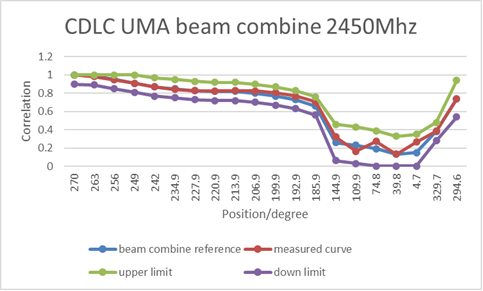 CDLC UMA beam combine 2450Mhz
1.2
1
0.8
0.6
0.4
0.2
0
Correlation
270 263 256 249 242 234.9 227.9 220.9 213.9 206.9 199.9 192.9 185.9 144.9 109.9 74.8 39.8 4.7 329.7 294.6
Position/degree
beam combine reference measured curve
upper limit down limit